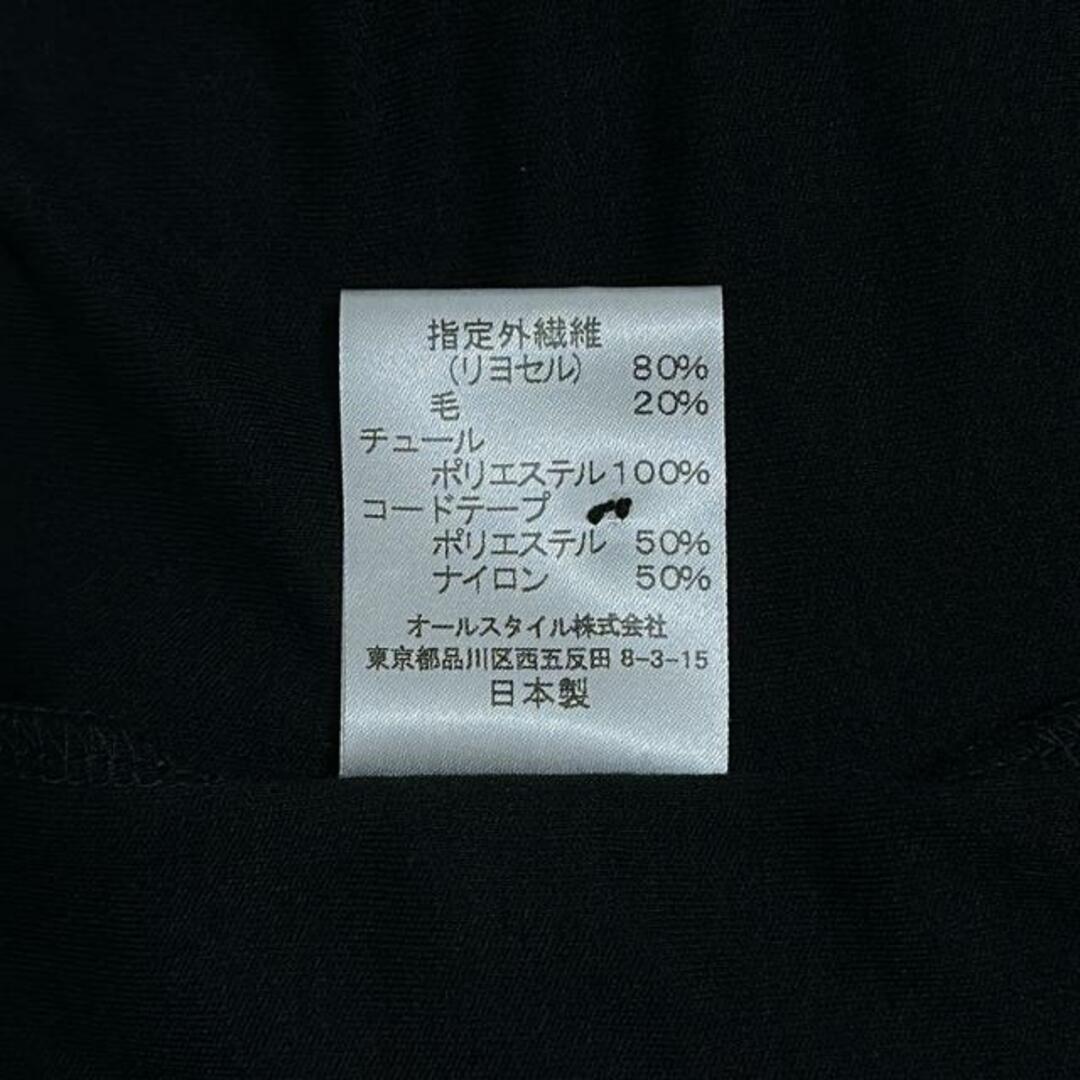 指定外繊維
(リヨセル) 80%
毛 20%
チュール
ポリエステル100%
コードテープ
ポリエステル 50%
ナイロン 50%
オールスタイル株式会社
東京都品川区西五反田 8-3-15
日本製